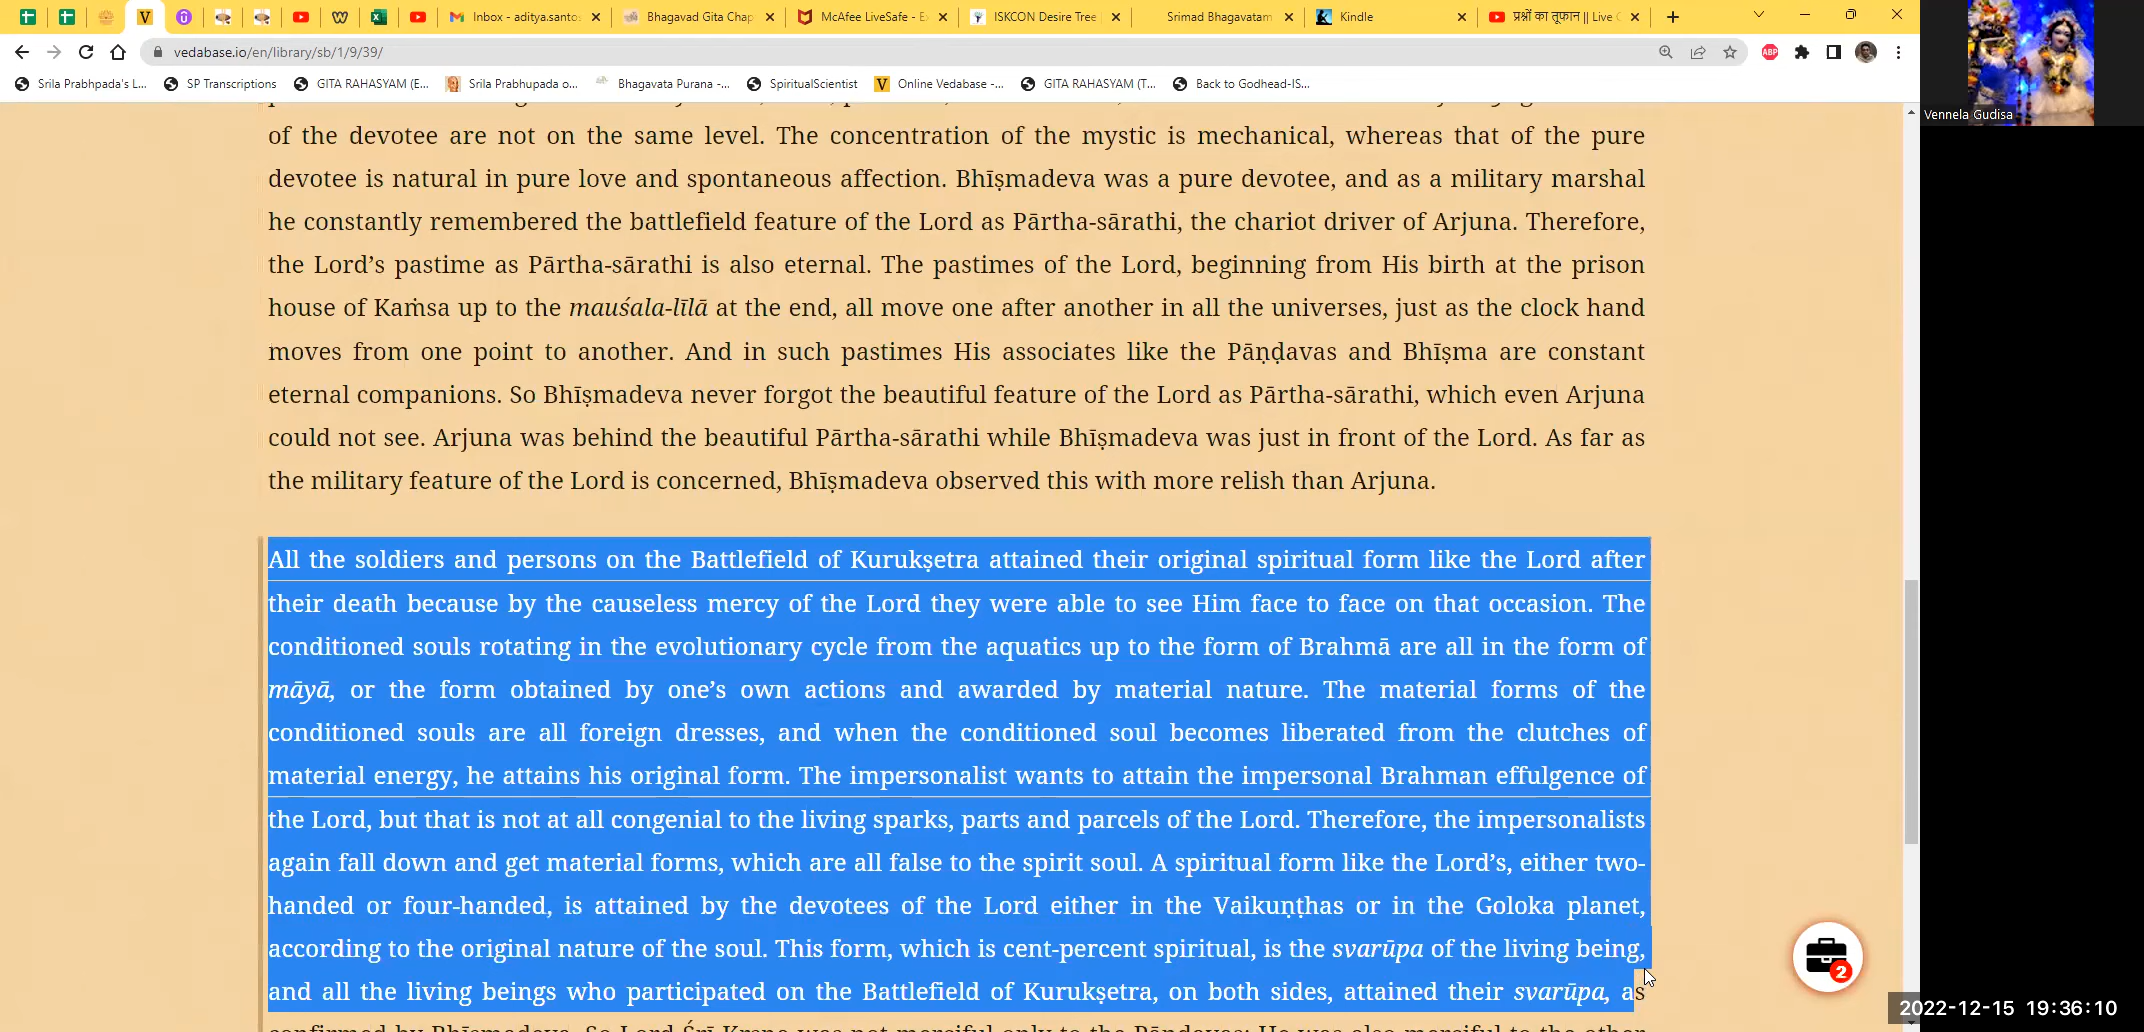 Inbox - aditya.santo
Bhagavad Gita Chap
McAfee LiveSafe - E
ISKCON Desire Tree
Srimad Bhagavatam
Kindle
प्रश्नों का तूफान || Live
vedabase.io/en/library/sb/1/9/39/
ABP
Srila Prabhpada's L...
SP Transcriptions
GITA RAHASYAM (E...
Srila Prabhupada o...
Bhagavata Purana -...
SpiritualScientist
Online Vedabase -...
GITA RAHASYAM (T...
Back to Godhead-IS...
Vennela Gudisa
of the devotee are not on the same level. The concentration of the mystic is mechanical, whereas that of the pure
devotee is natural in pure love and spontaneous affection. Bhīṣmadeva was a pure devotee, and as a military marshal
he constantly remembered the battlefield feature of the Lord as Pārtha-sārathi, the chariot driver of Arjuna. Therefore,
the Lord’s pastime as Pārtha-sārathi is also eternal. The pastimes of the Lord, beginning from His birth at the prison
house of Kaṁsa up to the mauśala-līlā at the end, all move one after another in all the universes, just as the clock hand
moves from one point to another. And in such pastimes His associates like the Pāṇḍavas and Bhīṣma are constant
eternal companions. So Bhīṣmadeva never forgot the beautiful feature of the Lord as Pārtha-sārathi, which even Arjuna
could not see. Arjuna was behind the beautiful Pārtha-sārathi while Bhīṣmadeva was just in front of the Lord. As far as
the military feature of the Lord is concerned, Bhīṣmadeva observed this with more relish than Arjuna.
All the soldiers and persons on the Battlefield of Kurukṣetra attained their original spiritual form like the Lord after
their death because by the causeless mercy of the Lord they were able to see Him face to face on that occasion. The
conditioned souls rotating in the evolutionary cycle from the aquatics up to the form of Brahmā are all in the form of
māyā, or the form obtained by one’s own actions and awarded by material nature. The material forms of the
conditioned souls are all foreign dresses, and when the conditioned soul becomes liberated from the clutches of
material energy, he attains his original form. The impersonalist wants to attain the impersonal Brahman effulgence of
the Lord, but that is not at all congenial to the living sparks, parts and parcels of the Lord. Therefore, the impersonalists
again fall down and get material forms, which are all false to the spirit soul. A spiritual form like the Lord’s, either two-
handed or four-handed, is attained by the devotees of the Lord either in the Vaikuṇṭhas or in the Goloka planet,
according to the original nature of the soul. This form, which is cent-percent spiritual, is the svarūpa of the living being,
and all the living beings who participated on the Battlefield of Kurukṣetra, on both sides, attained their svarūpa, as
confirmed by Bhīṣmadeva. So Lord Śrī Kṛṣṇa was not merciful only to the Pāṇḍavas; He was also merciful to the other
2
2022-12-15 19:36:10